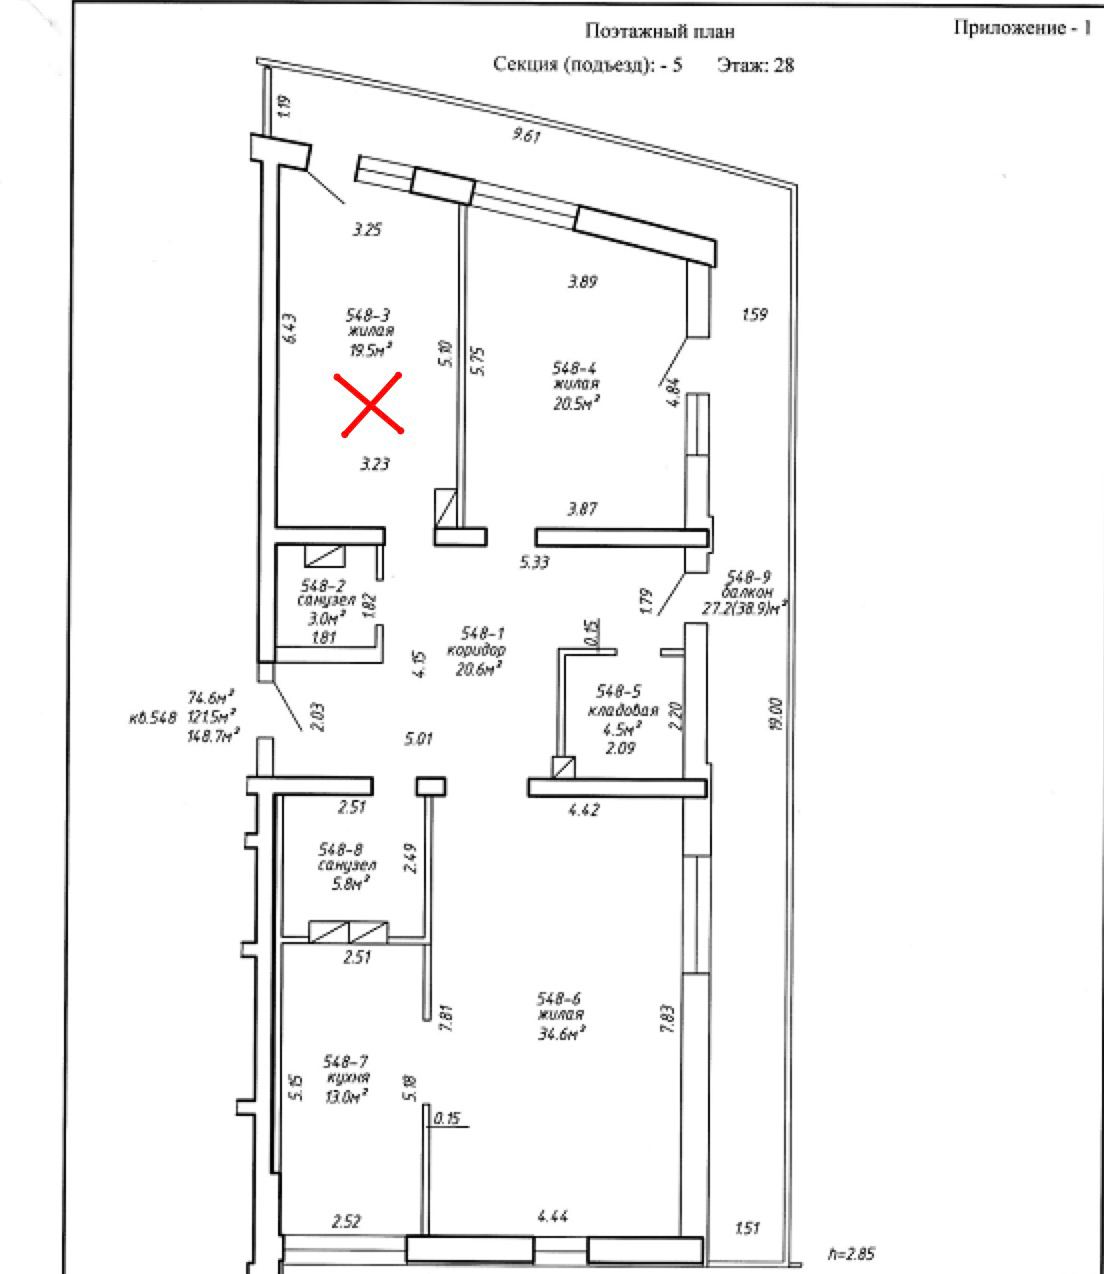 Приложение - 1
Поэтажный план
Секция (подъезд): - 5 Этаж: 28
1.19
9.61
3.25
3.89
1.59
6.43
548-3
жилая
19.5м²
5.10
5.75
548-4
жилая
20.5м²
4.84
3.23
3.87
5.33
548-2
санузел
3.0м²
1.81
1.82
1.79
548-9
балкон
27.2(38.9)м²
0.15
548-1
коридор
20.6м²
4.15
548-5
кладовая
4.5м²
2.09
2.20
19.00
74.6м²
кв.548 121.5м²
148.7м²
2.03
5.01
2.51
4.42
548-8
санузел
5.8м²
2.49
2.51
548-6
жилая
34.6м²
7.81
7.83
548-7
кухня
13.0м²
5.15
5.18
0.15
2.52
4.44
1.51
h=2.85